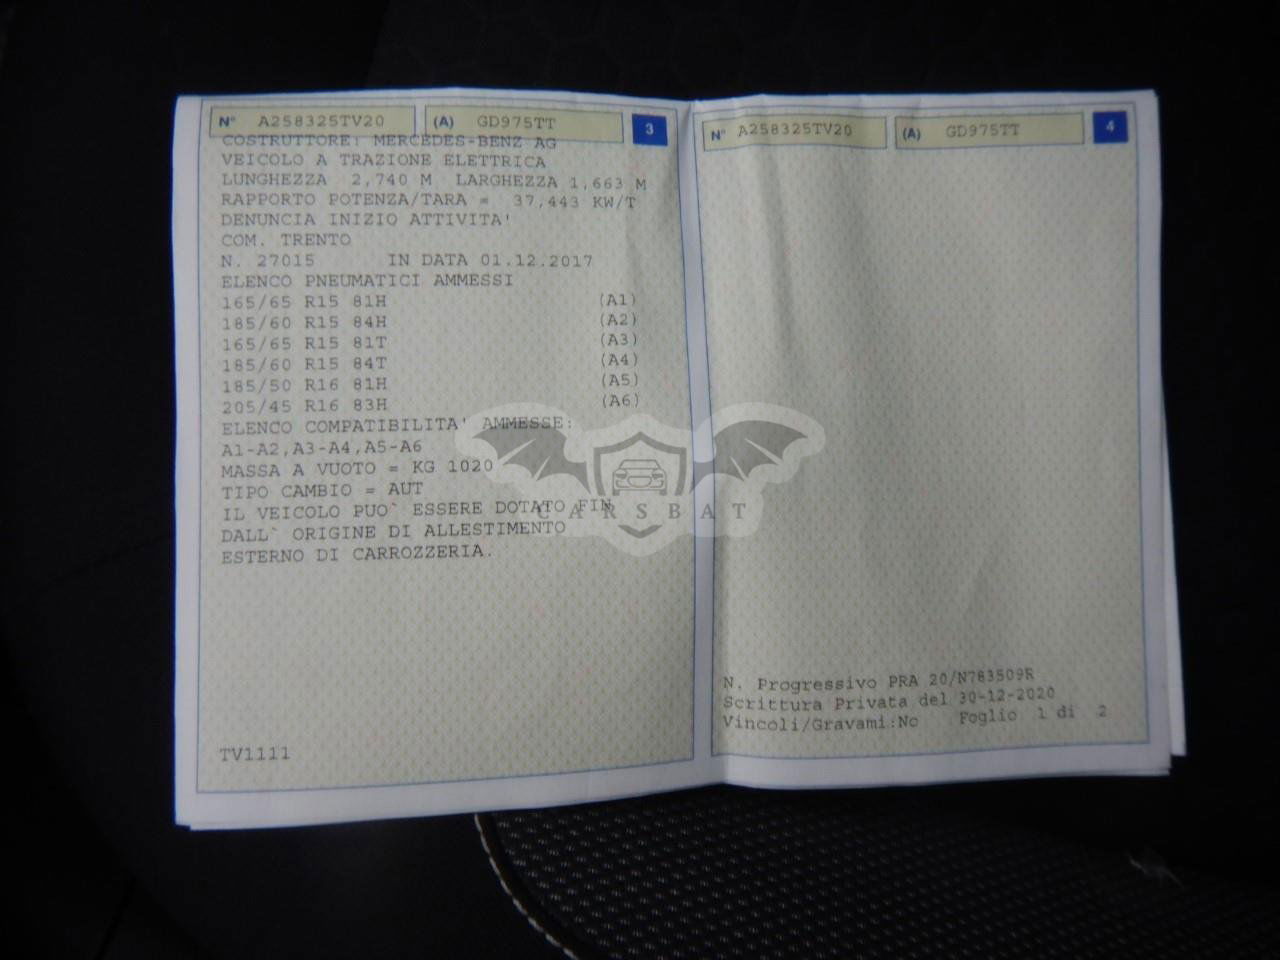 N° A258325TV20 (A) GD975TT 3
COSTRUTTORE: MERCEDES-BENZ AG
VEICOLO A TRAZIONE ELETTRICA
LUNGHEZZA 2,740 M LARGHEZZA 1,663 M
RAPPORTO POTENZA/TARA = 37,443 KW/T
DENUNCIA INIZIO ATTIVITA'
COM. TRENTO
N. 27015 IN DATA 01.12.2017
ELENCO PNEUMATICI AMMESSI
165/65 R15 81H (A1)
185/60 R15 84H (A2)
165/65 R15 81T (A3)
185/60 R15 84T (A4)
185/50 R16 81H (A5)
205/45 R16 83H (A6)
ELENCO COMPATIBILITA' AMMESSE:
A1-A2,A3-A4,A5-A6
MASSA A VUOTO = KG 1020
TIPO CAMBIO = AUT
IL VEICOLO PUO` ESSERE DOTATO FIN
DALL` ORIGINE DI ALLESTIMENTO
ESTERNO DI CARROZZERIA.
TV1111
N° A258325TV20 (A) GD975TT 4
N. Progressivo PRA 20/N783509R
Scrittura Privata del 30-12-2020
Vincoli/Gravami:No Foglio 1 di 2
CARSBAT